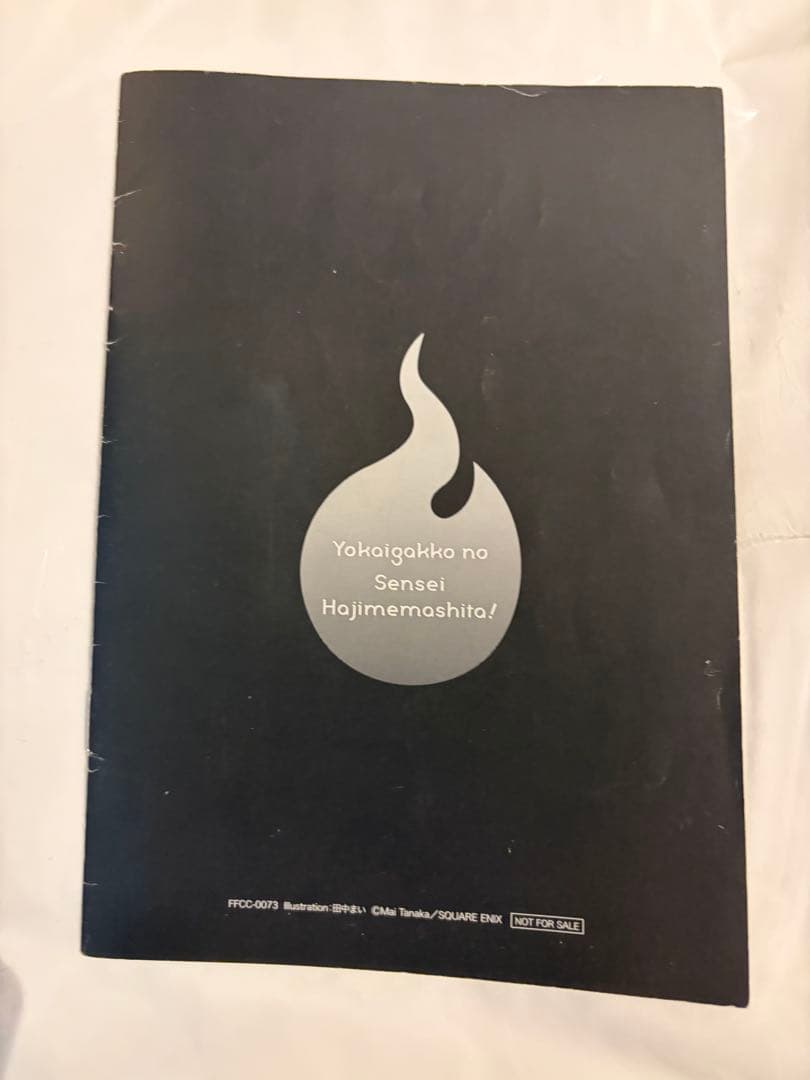 Yokaigakko no
Sensei
Hajimemashita!
FFCC-0073 Illustration:田中まい ©Mai Tanaka/SQUARE ENIX NOT FOR SALE